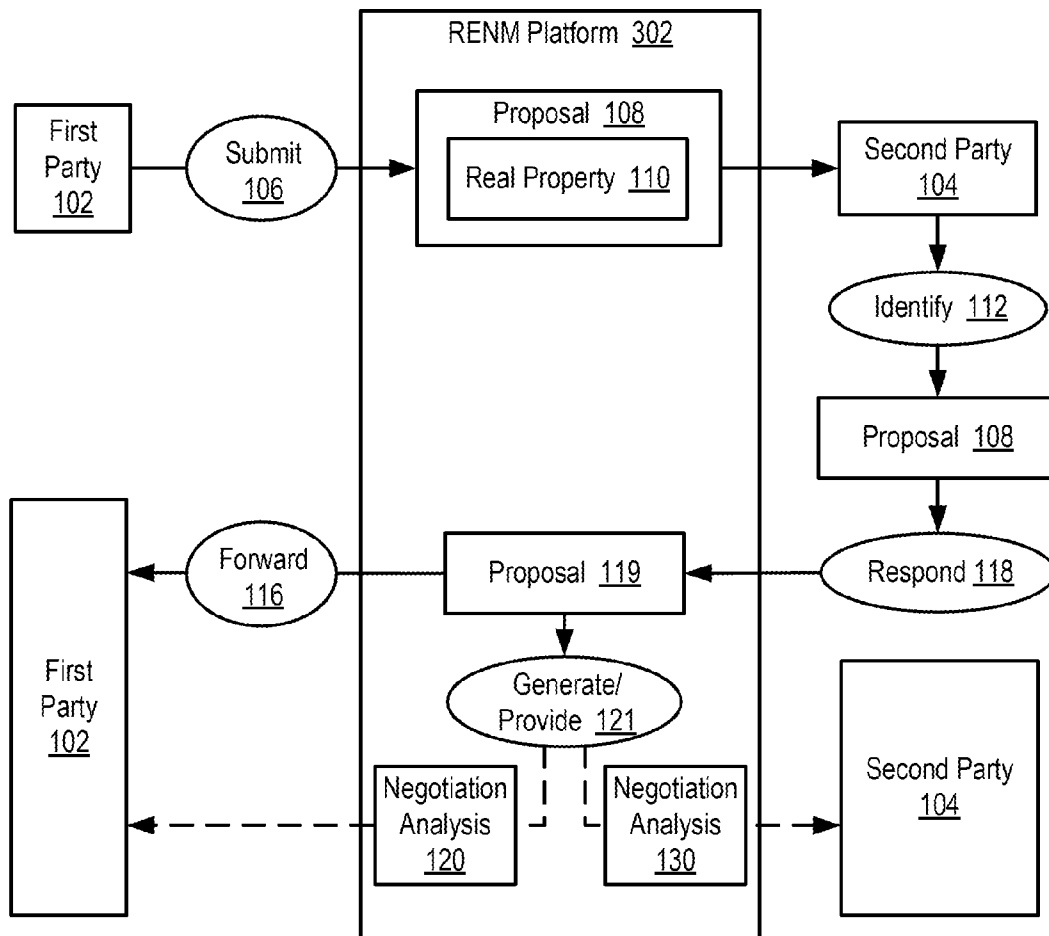 RENM Platform 302
First
Party
102
Submit
106
Proposal 108
Real Property 110
Second Party
104
Identify 112
Proposal 108
Respond 118
Proposal 119
Forward
116
First
Party
102
Generate/
Provide 121
Negotiation
Analysis
120
Negotiation
Analysis
130
Second Party
104